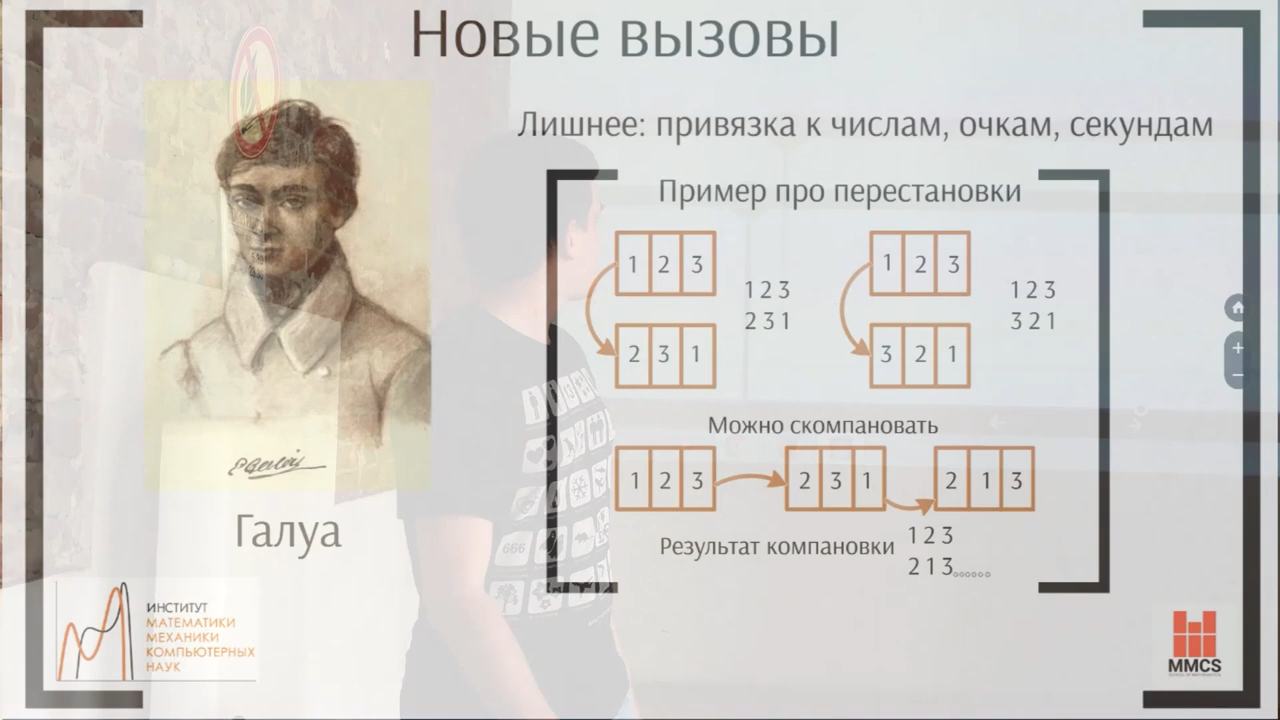 Новые вызовы
Лишнее: привязка к числам, очкам, секундам
Пример про перестановки
1 2 3
1 2 3
1 2 3
2 3 1
1 2 3
3 2 1
2 3 1
3 2 1
Можно скомпановать
1 2 3
2 3 1
2 1 3
Результат компановки
1 2 3
2 1 3
Галуа
666
ИНСТИТУТ
МАТЕМАТИКИ
МЕХАНИКИ
КОМПЬЮТЕРНЫХ
НАУК
MMCS